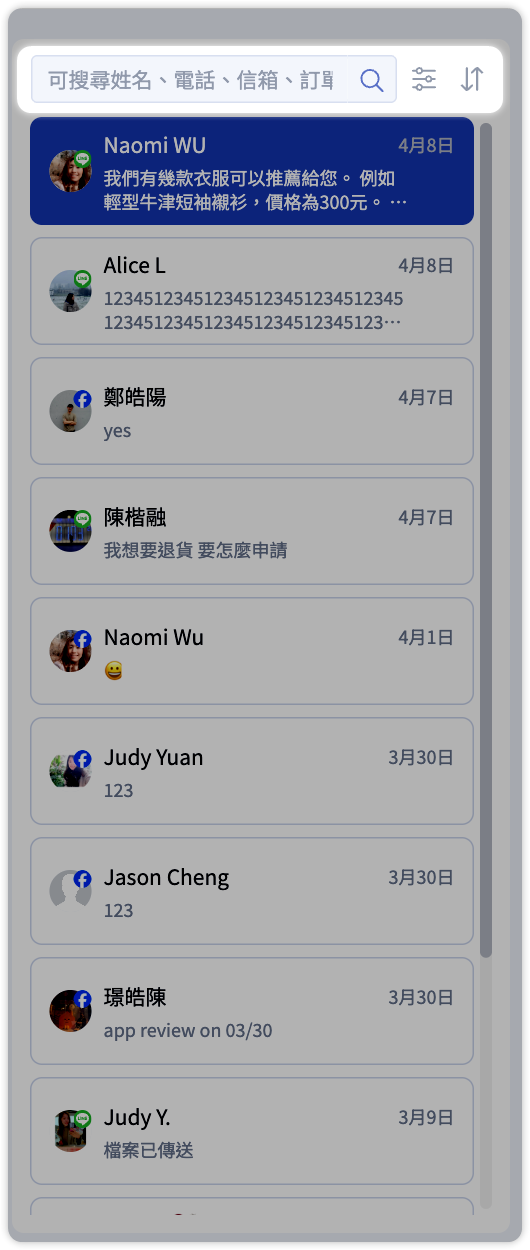 可搜尋姓名、電話、信箱、訂
Naomi WU
4月8日
我們有幾款衣服可以推薦給您。 例如
輕型牛津短袖襯衫，價格為300元。 …
Alice L
4月8日
123451234512345123451234512345
1234512345123451234512345123…
鄭皓陽
4月7日
yes
陳楷融
4月7日
我想要退貨 要怎麼申請
Naomi Wu
4月1日
😀
Judy Yuan
3月30日
123
Jason Cheng
3月30日
123
璟皓陳
3月30日
app review on 03/30
Judy Y.
3月9日
檔案已傳送